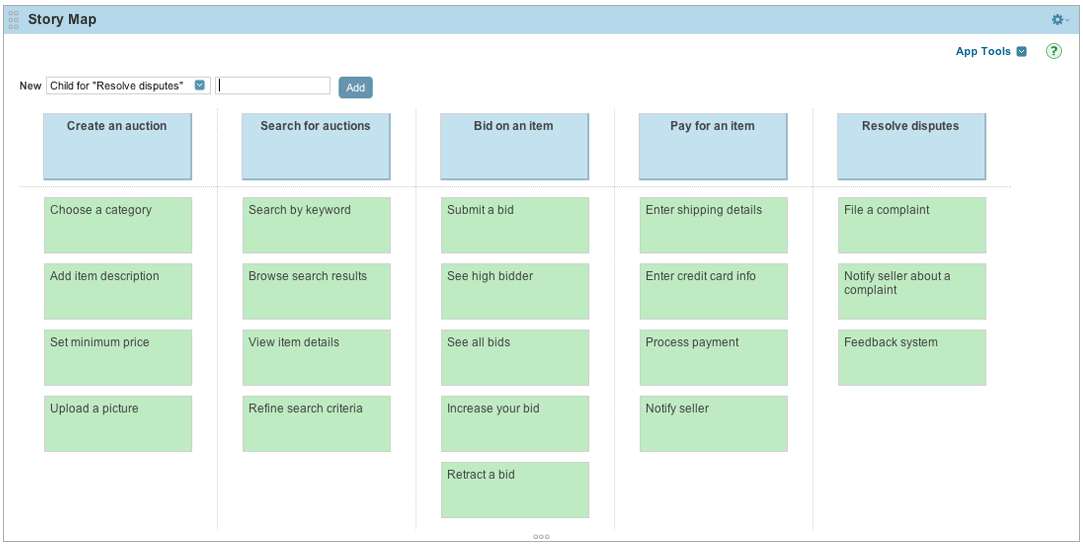 Story Map
App Tools
?
New Child for "Resolve disputes" Add
Create an auction
Search for auctions
Bid on an item
Pay for an item
Resolve disputes
Choose a category
Search by keyword
Submit a bid
Enter shipping details
File a complaint
Add item description
Browse search results
See high bidder
Enter credit card info
Notify seller about a
complaint
Set minimum price
View item details
See all bids
Process payment
Feedback system
Upload a picture
Refine search criteria
Increase your bid
Notify seller
Retract a bid